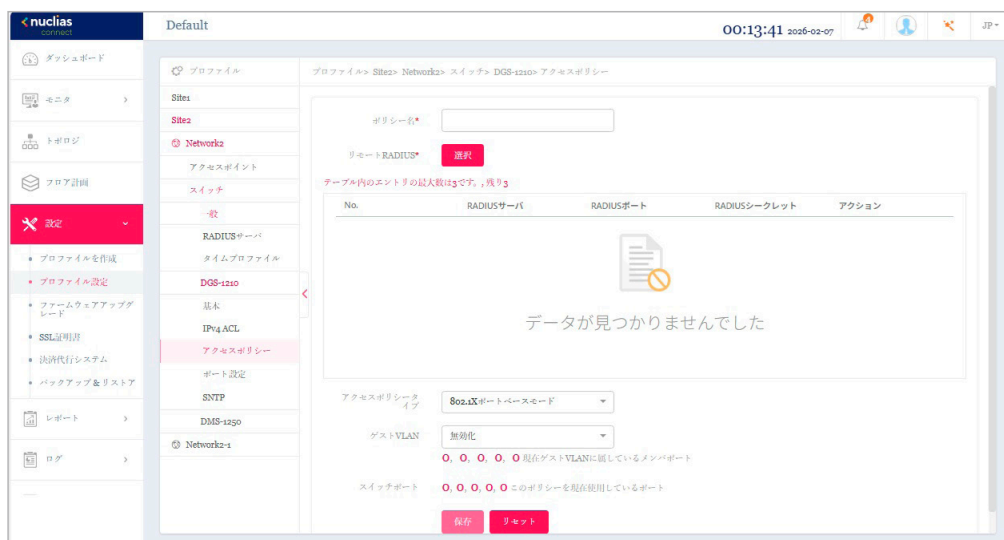 nuclias
connect
Default
00:13:41 2026-02-07
4
JP
ダッシュボード
モニタ
トポロジ
フロア計画
設定
プロファイルを作成
プロファイル設定
ファームウェアアップグ
レード
SSL証明書
決済代行システム
バックアップ & リストア
レポート
ログ
プロファイル
Site1
Site2
Network2
アクセスポイント
スイッチ
一般
RADIUSサーバ
タイムプロファイル
DGS-1210
基本
IPv4 ACL
アクセスポリシー
ポート設定
SNTP
DMS-1250
Network2-1
プロファイル> Site2> Network2> スイッチ> DGS-1210> アクセスポリシー
ポリシー名*
リモートRADIUS* 選択
テーブル内のエントリの最大数は3です。, 残り3
No. RADIUSサーバ RADIUSポート RADIUSシークレット アクション
データが見つかりませんでした
アクセスポリシータ
イプ
802.1Xポートベースモード
ゲストVLAN 無効化
0, 0, 0, 0, 0 現在ゲストVLANに属しているメンバポート
スイッチポート 0, 0, 0, 0, 0 このポリシーを現在使用しているポート
保存 リセット